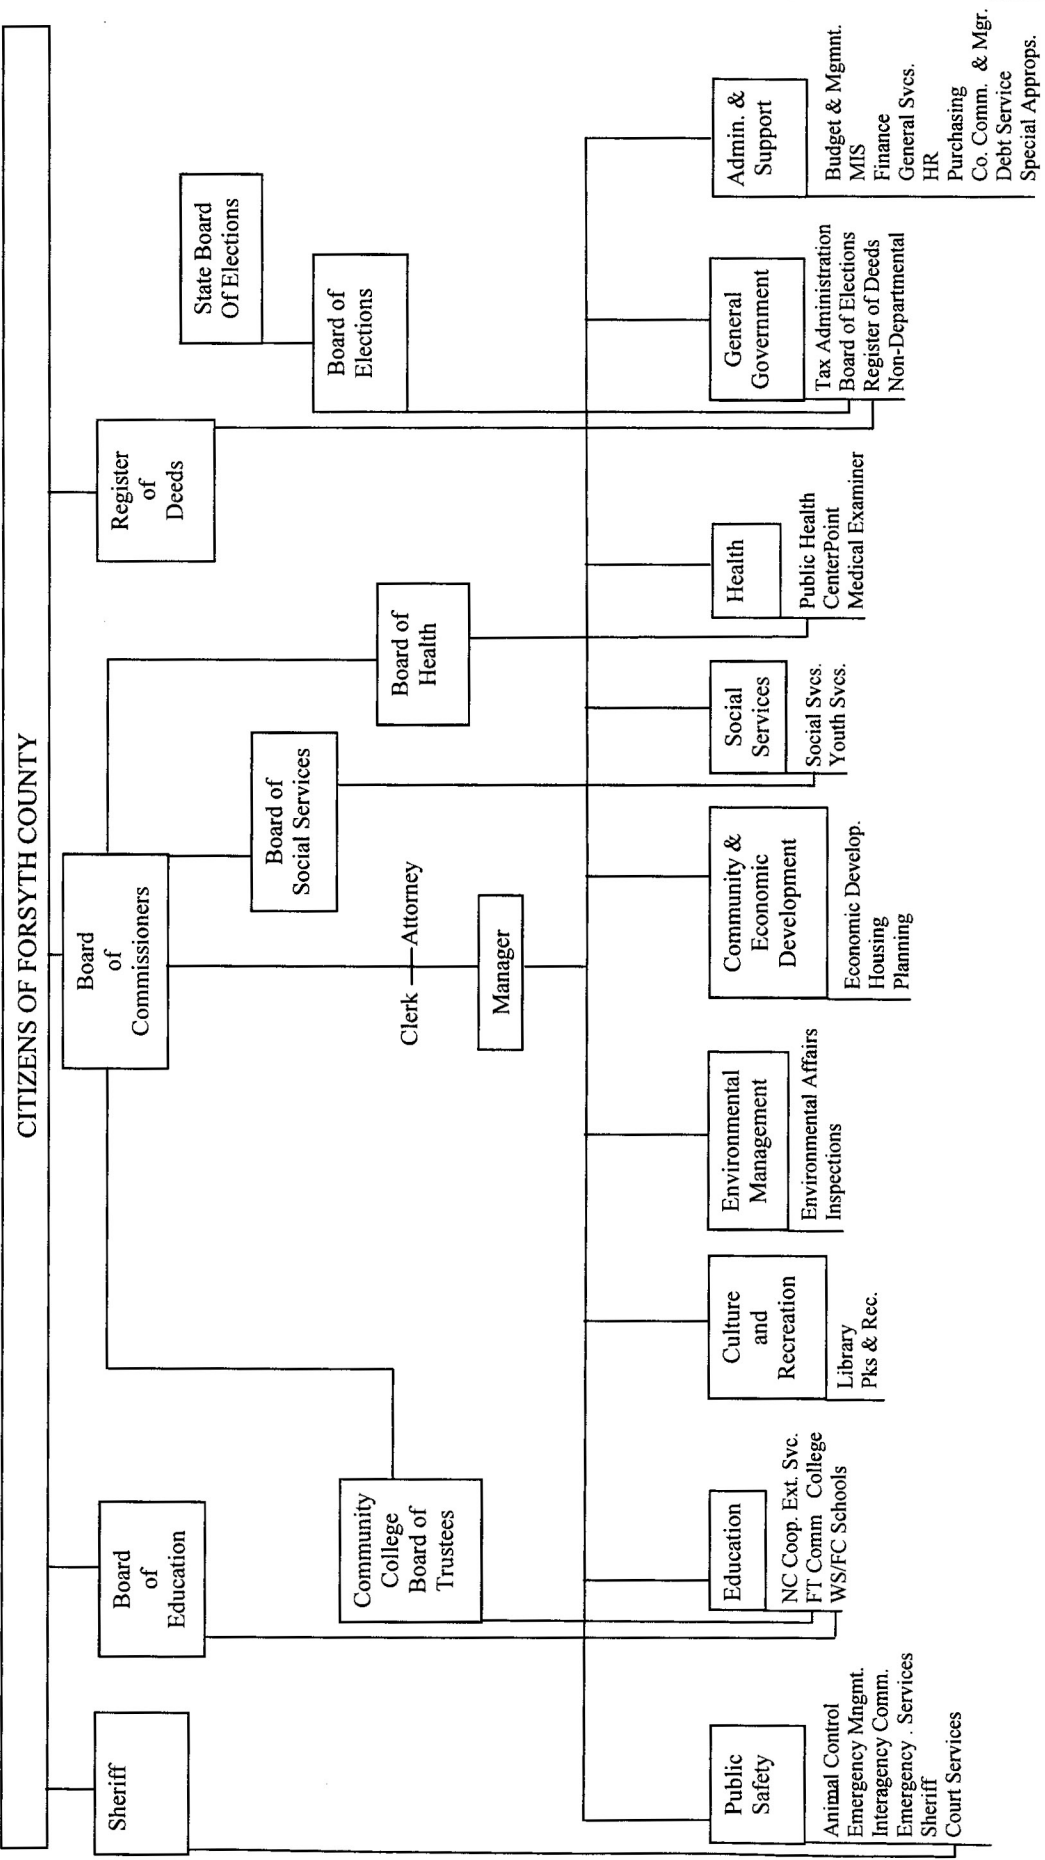 CITIZENS OF FORSYTH COUNTY
Sheriff
Board
of
Education
Board
of
Commissioners
Register
of
Deeds
State Board
Of Elections
Board of
Elections
Community
College
Board of
Trustees
Board of
Social Services
Board of
Health
Clerk Attorney
Manager
Public
Safety
Animal Control
Emergency Mngmt.
Interagency Comm.
Emergency . Services
Sheriff
Court Services
Education
NC Coop. Ext. Svc.
FT Comm College
WS/FC Schools
Culture
and
Recreation
Library
Pks & Rec.
Environmental
Management
Environmental Affairs
Inspections
Community &
Economic
Development
Economic Develop.
Housing
Planning
Social
Services
Social Svcs.
Youth Svcs.
Health
Public Health
CenterPoint
Medical Examiner
General
Government
Tax Administration
Board of Elections
Register of Deeds
Non-Departmental
Admin. &
Support
Budget & Mgmnt.
MIS
Finance
General Svcs.
HR
Purchasing
Co. Comm. & Mgr.
Debt Service
Special Approps.